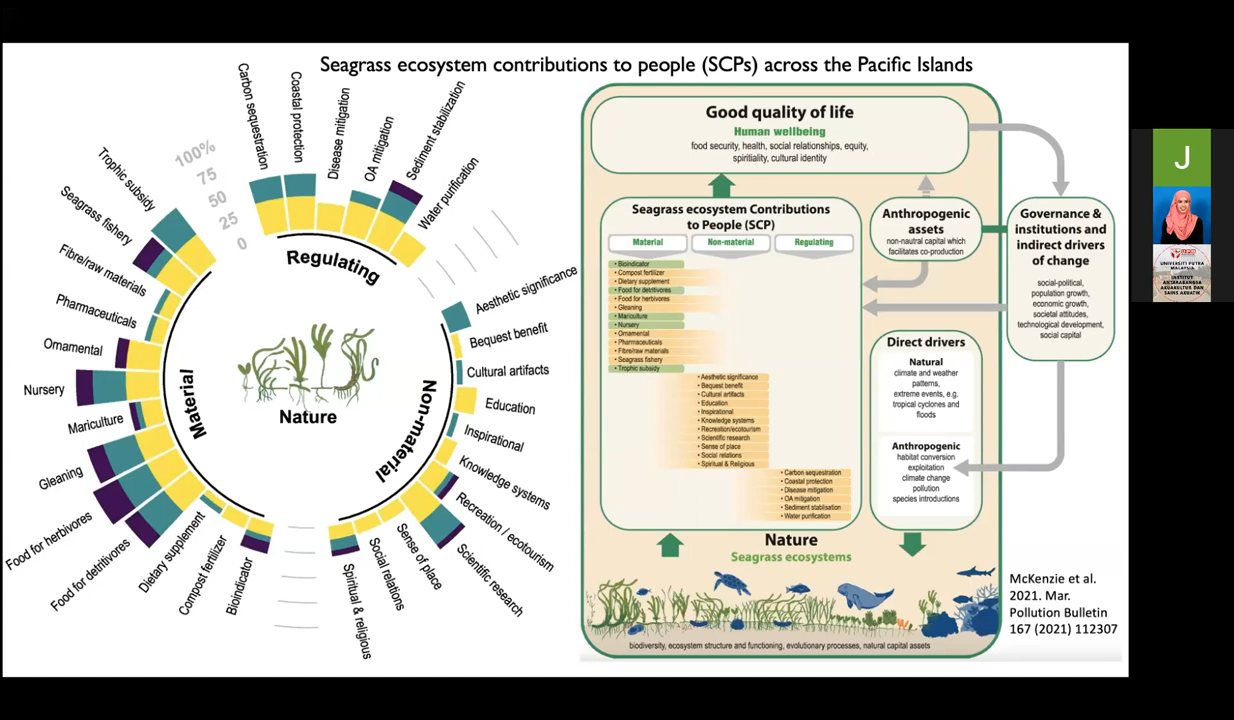 Seagrass ecosystem contributions to people (SCPs) across the Pacific Islands
Carbon sequestration
Coastal protection
Disease mitigation
OA mitigation
Sediment stabilization
Water purification
100%
75
50
25
0
Trophic subsidy
Seagrass fishery
Fibre/raw materials
Pharmaceuticals
Ornamental
Nursery
Mariculture
Gleaning
Food for herbivores
Food for detritivores
Dietary supplement
Compost fertilizer
Bioindicator
Aesthetic significance
Bequest benefit
Cultural artifacts
Education
Inspirational
Knowledge systems
Recreation / ecotourism
Scientific research
Sense of place
Social relations
Spiritual & religious
Regulating
Material
Non-material
Nature
Good quality of life
Human wellbeing
food security, health, social relationships, equity,
spiritiality, cultural identity
Seagrass ecosystem Contributions
to People (SCP)
Material
Non-material
Regulating
• Bioindicator
• Compost fertilizer
• Dietary supplement
• Food for detritivores
• Food for herbivores
• Gleaning
• Mariculture
• Nursery
• Ornamental
• Pharmaceuticals
• Fibre/raw materials
• Seagrass fishery
• Trophic subsidy
• Aesthetic significance
• Bequest benefit
• Cultural artifacts
• Education
• Inspirational
• Knowledge systems
• Recreation/ecotourism
• Scientific research
• Sense of place
• Social relations
• Spiritual & Religious
• Carbon sequestration
• Coastal protection
• Disease mitigation
• OA mitigation
• Sediment stabilisation
• Water purification
Anthropogenic
assets
non-nautral capital which
facilitates co-production
Governance &
institutions and
indirect drivers
of change
social-political,
population growth,
economic growth,
societal attitudes,
technological development,
social capital
Direct drivers
Natural
climate and weather
patterns,
extreme events, e.g.
tropical cyclones and
floods
Anthropogenic
habitat conversion
exploitation
climate change
pollution
species introductions
Nature
Seagrass ecosystems
biodiversity, ecosystem structure and functioning, evolutionary processes, natural capital assets
McKenzie et al.
2021. Mar.
Pollution Bulletin
167 (2021) 112307
J
UNIVERSITI PUTRA
MALAYSIA
INSTITUT
ANTARABANGSA
AKUAKULTUR DAN
SAINS AKUATIK